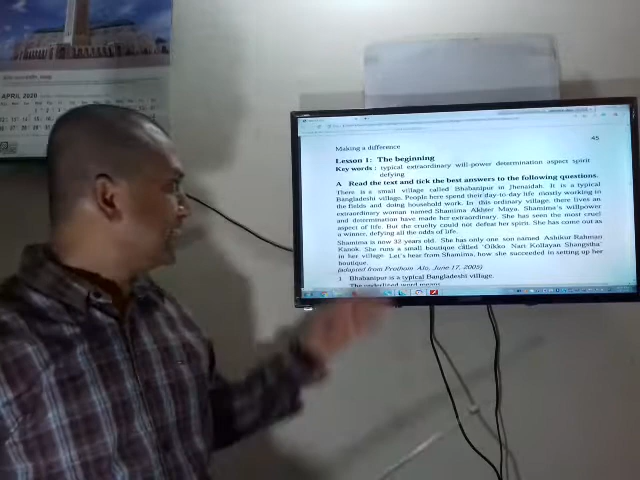 APRIL 2020
45
Making a difference
Lesson 1: The beginning
Key words : typical extraordinary will-power determination aspect spirit
defying
A Read the text and tick the best answers to the following questions.
There is a small village called Bhabanipur in Jhenaidah. It is a typical
Bangladeshi village. People here spend their day-to-day life mostly working in
the fields and doing household work. In this ordinary village, there lives an
extraordinary woman named Shamima Akhter Maya. Shamima's willpower
and determination have made her extraordinary. She has seen the most cruel
aspect of life. But the cruelty could not defeat her spirit. She has come out as
a winner, defying all the odds of life.
Shamima is now 32 years old. She has only one son named Ashikur Rahman
Kanok. She runs a small boutique called 'Oikko Nari Kollayan Shangstha'
in her village. Let's hear from Shamima, how she succeeded in setting up her
boutique.
(adapted from Prothom Alo, June 17, 2005)
1 Bhabanipur is a typical Bangladeshi village.
The underlined word means